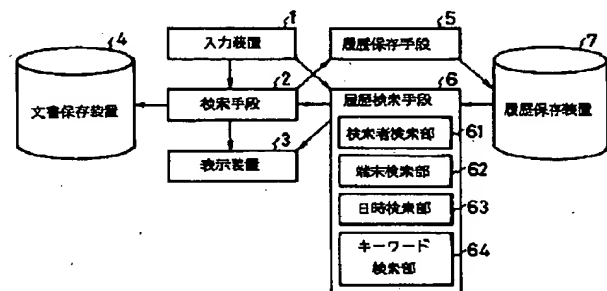 1
入力装置
5
履歴保存手段
4
文書保存装置
2
検索手段
6
履歴検索手段
7
履歴保存装置
3
表示装置
検索者検索部
61
端末検索部
62
日時検索部
63
キーワード
検索部
64